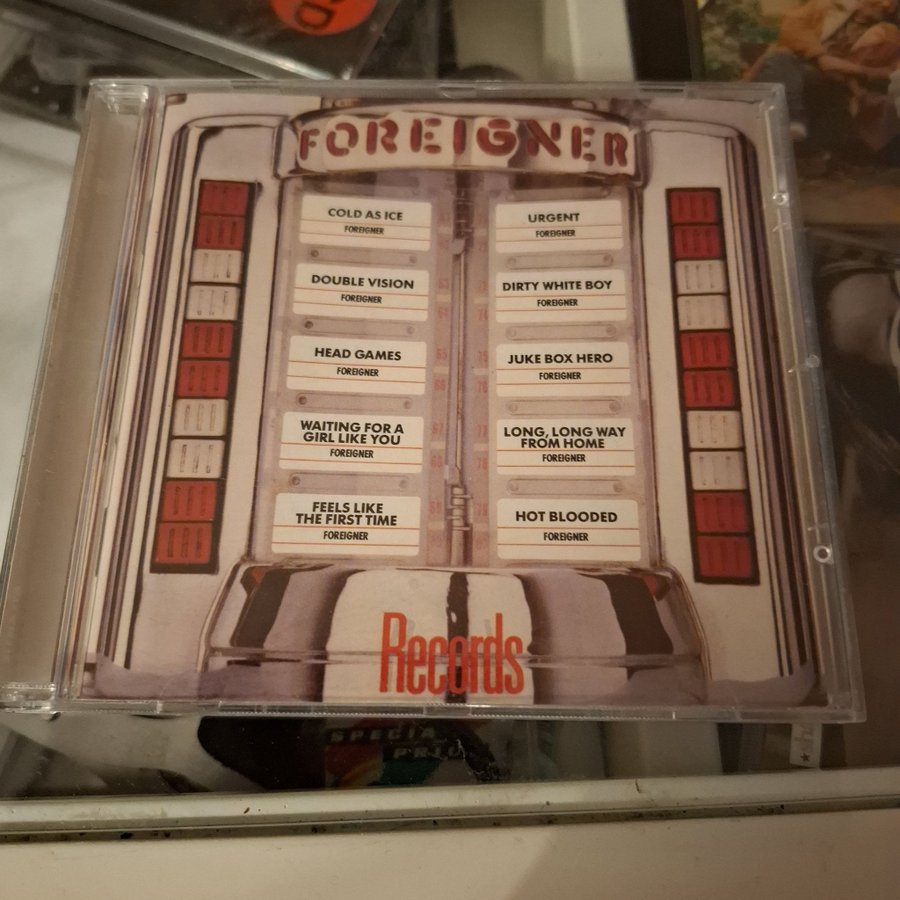 FOREIGNER
COLD AS ICE
FOREIGNER
DOUBLE VISION
FOREIGNER
HEAD GAMES
FOREIGNER
WAITING FOR A
GIRL LIKE YOU
FOREIGNER
FEELS LIKE
THE FIRST TIME
FOREIGNER
URGENT
FOREIGNER
DIRTY WHITE BOY
FOREIGNER
JUKE BOX HERO
FOREIGNER
LONG, LONG WAY
FROM HOME
FOREIGNER
HOT BLOODED
FOREIGNER
Records
SPECIA